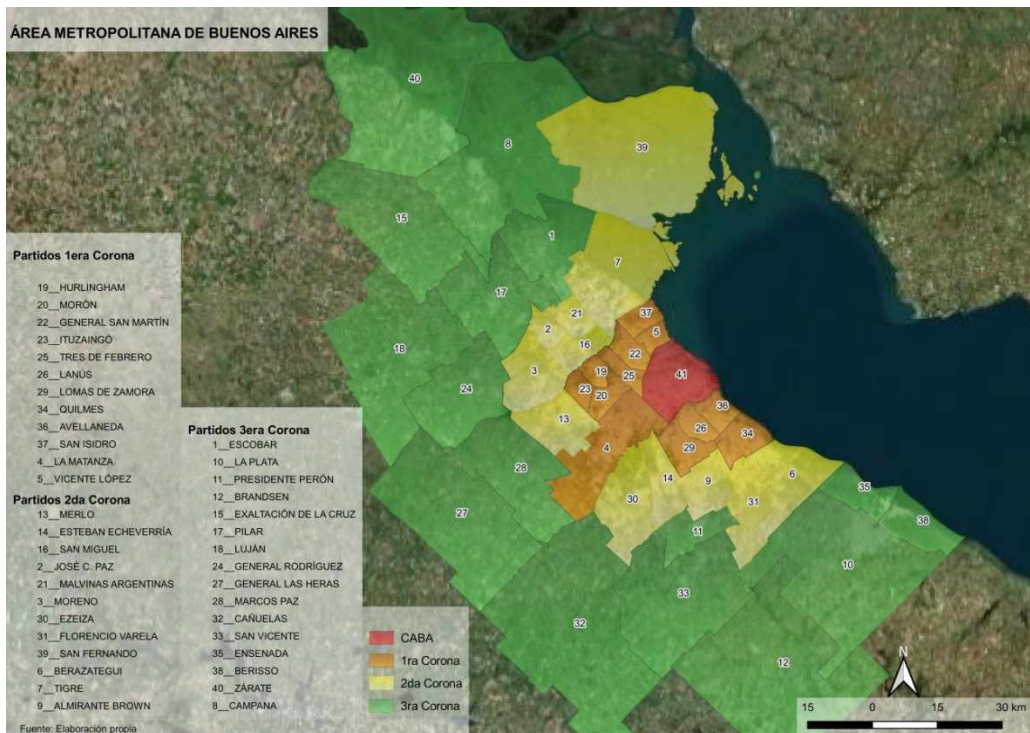 ÁREA METROPOLITANA DE BUENOS AIRES
40
8
39
15
1
7
17
37
21
5
2
16
22
18
41
3
19
25
24
23
20
36
13
26
34
4
29
28
6
14
9
30
31
35
27
11
38
10
33
32
12
Partidos 1era Corona
19__HURLINGHAM
20__MORÓN
22__GENERAL SAN MARTÍN
23__ITUZAINGÓ
25__TRES DE FEBRERO
26__LANÚS
29__LOMAS DE ZAMORA
34__QUILMES
36__AVELLANEDA
37__SAN ISIDRO
4__LA MATANZA
5__VICENTE LÓPEZ
Partidos 2da Corona
13__MERLO
14__ESTEBAN ECHEVERRÍA
16__SAN MIGUEL
2__JOSÉ C. PAZ
21__MALVINAS ARGENTINAS
3__MORENO
30__EZEIZA
31__FLORENCIO VARELA
39__SAN FERNANDO
6__BERAZATEGUI
7__TIGRE
9__ALMIRANTE BROWN
Partidos 3era Corona
1__ESCOBAR
10__LA PLATA
11__PRESIDENTE PERÓN
12__BRANDSEN
15__EXALTACIÓN DE LA CRUZ
17__PILAR
18__LUJÁN
24__GENERAL RODRÍGUEZ
27__GENERAL LAS HERAS
28__MARCOS PAZ
32__CAÑUELAS
33__SAN VICENTE
35__ENSENADA
38__BERISSO
40__ZÁRATE
8__CAMPANA
CABA
1ra Corona
2da Corona
3ra Corona
N
15 0 15 30 km
Fuente: Elaboración propia